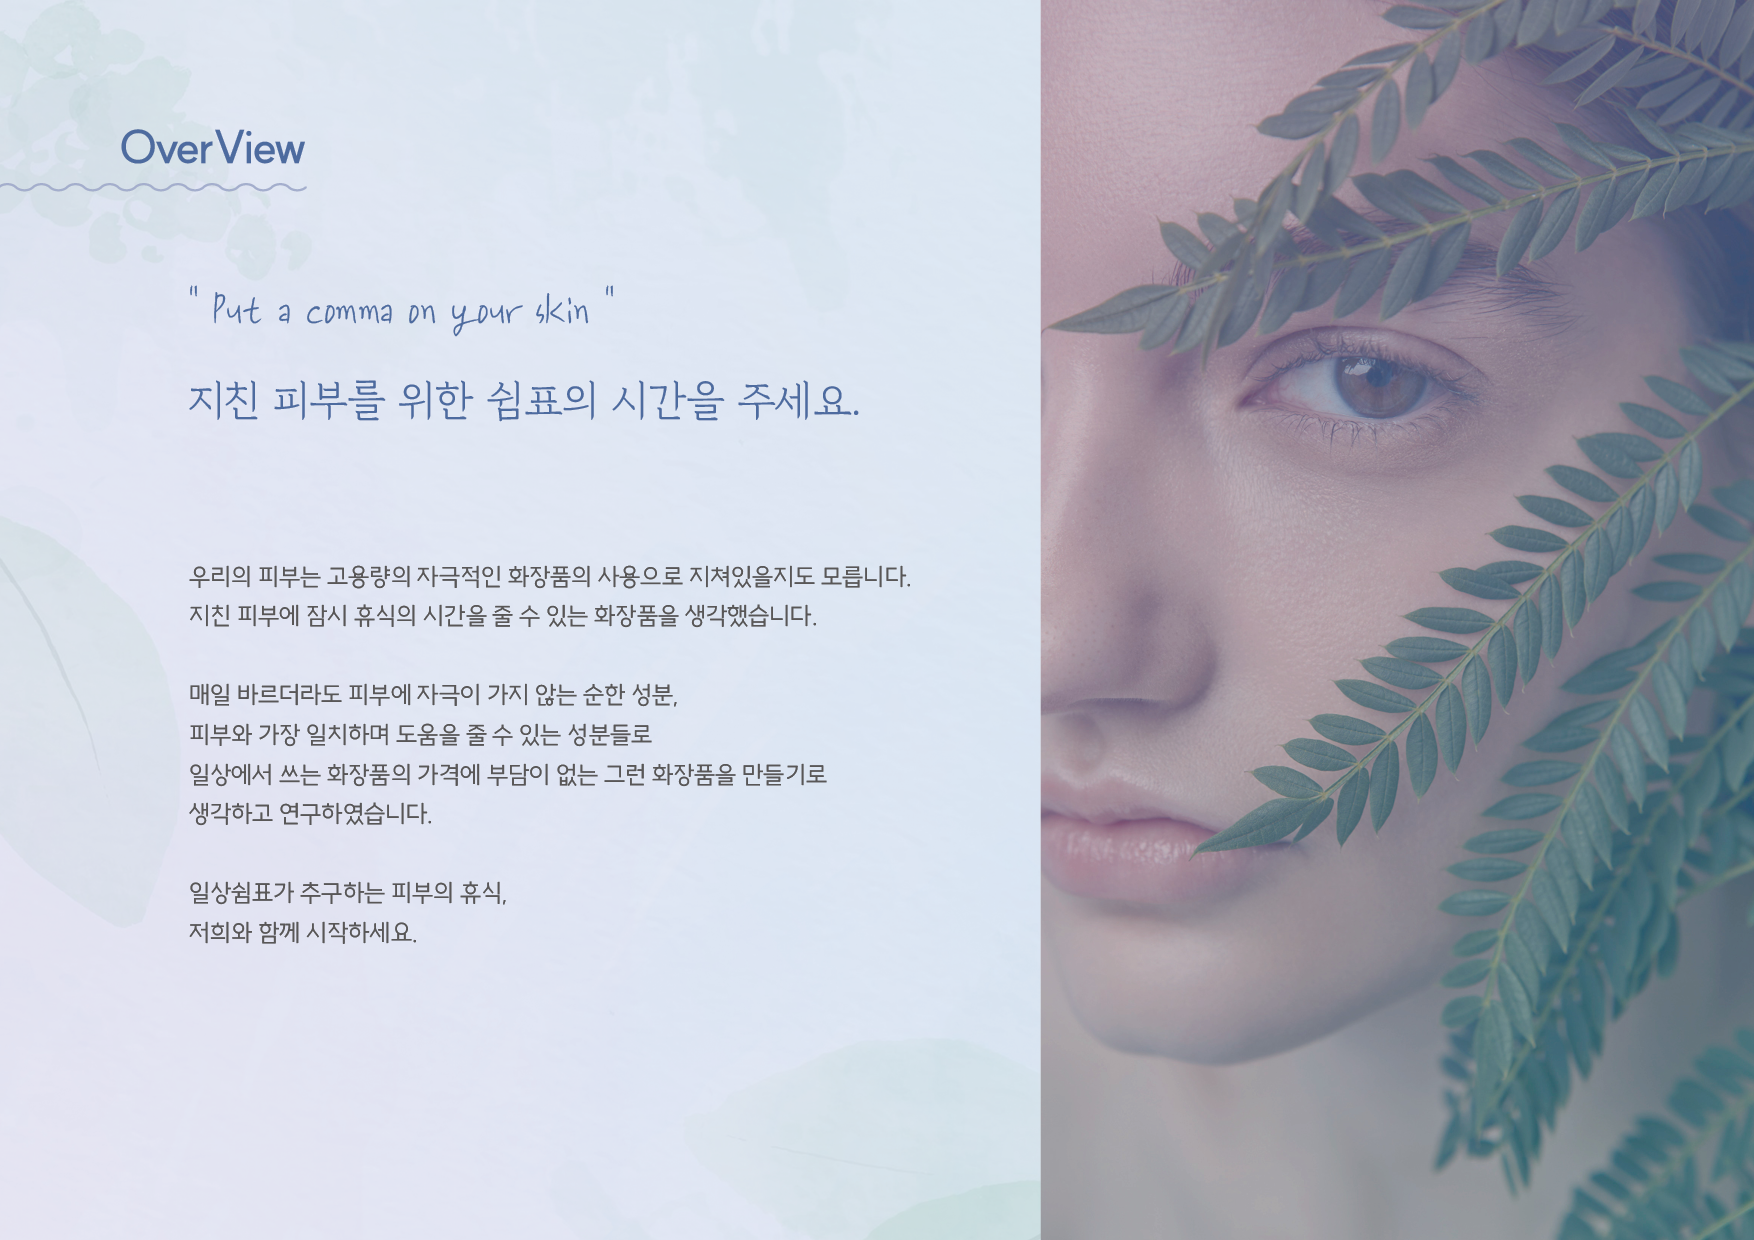 OverView
" Put a comma on your skin "
지친 피부를 위한 쉼표의 시간을 주세요.
우리의 피부는 고용량의 자극적인 화장품의 사용으로 지쳐있을지도 모릅니다.
지친 피부에 잠시 휴식의 시간을 줄 수 있는 화장품을 생각했습니다.
매일 바르더라도 피부에 자극이 가지 않는 순한 성분,
피부와 가장 일치하며 도움을 줄 수 있는 성분들로
일상에서 쓰는 화장품의 가격에 부담이 없는 그런 화장품을 만들기로
생각하고 연구하였습니다.
일상쉼표가 추구하는 피부의 휴식,
저희와 함께 시작하세요.